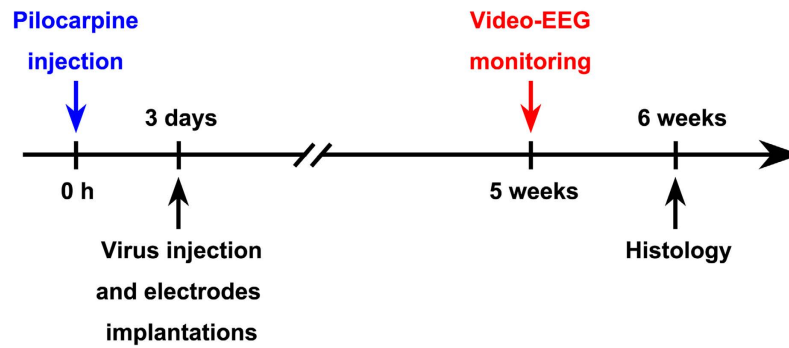 Pilocarpine
injection
Video-EEG
monitoring
3 days
6 weeks
0 h
5 weeks
Virus injection
and electrodes
implantations
Histology